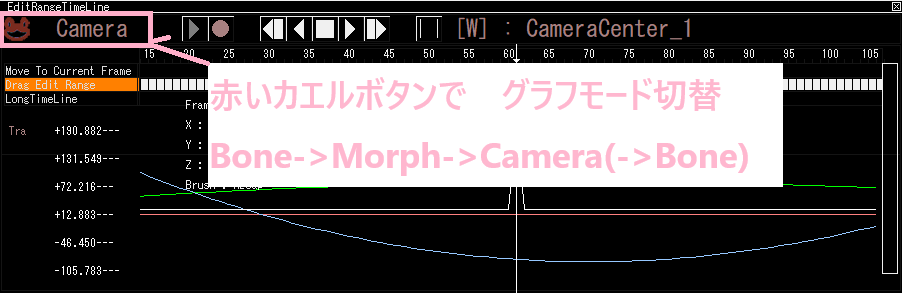 EditRangeTimeLine
Camera
[W] : CameraCenter_1
15 20 25 30 35 40 45 50 55 60 65 70 75 80 85 90 95 100 105
Move To Current Frame
Drag Edit Range
LongTimeLine
Fram
X :
Y :
Z :
赤いカエルボタンで　グラフモード切替
Bone->Morph->Camera(->Bone)
Tra
+190.882---
+131.549---
+72.216---
+12.883---
-46.450---
-105.783---